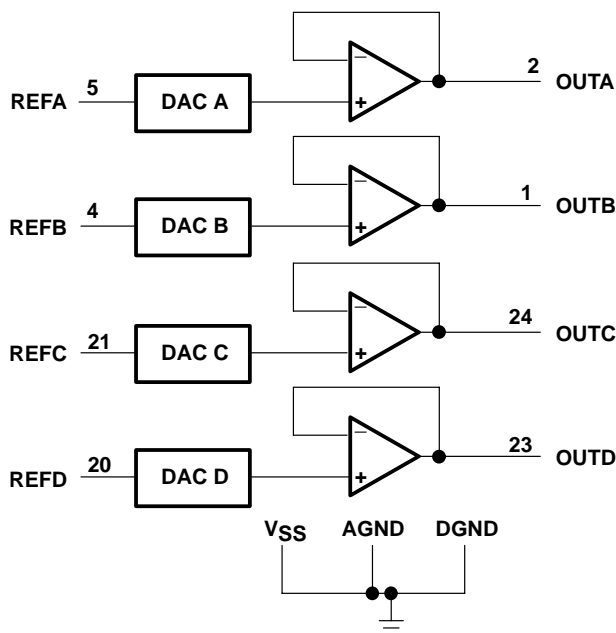 2
5 OUTA
REFA DAC A
−
+
1
4 OUTB
REFB DAC B
−
+
24
21 OUTC
REFC DAC C
−
+
23
20 OUTD
REFD DAC D
−
+
VSS AGND DGND